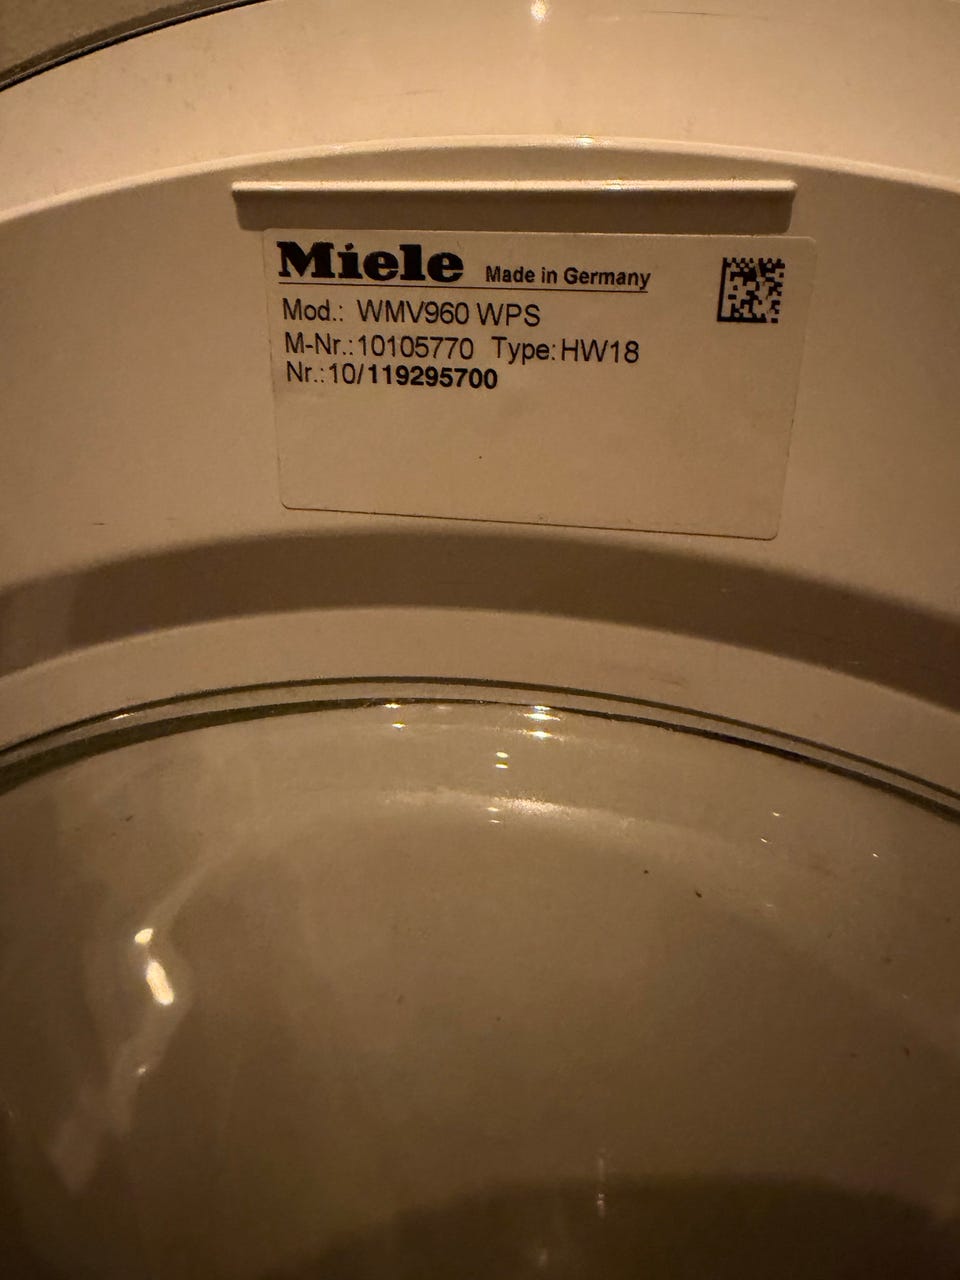 Miele Made in Germany
Mod.: WMV960 WPS
M-Nr.:10105770 Type:HW18
Nr.:10/119295700